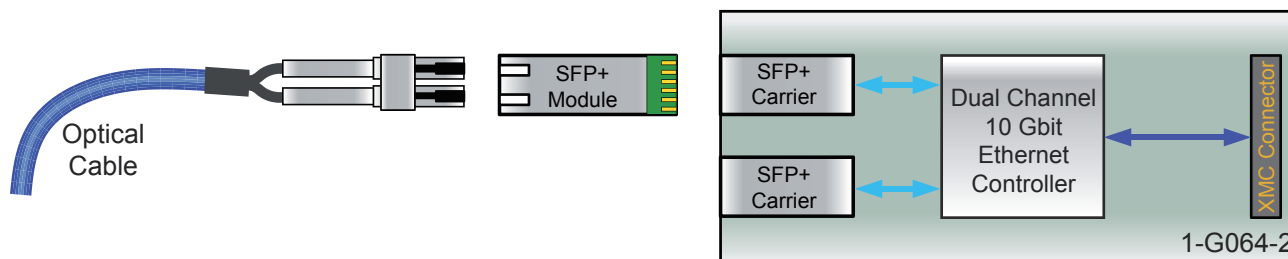 Optical
Cable
SFP+
Module
SFP+
Carrier
SFP+
Carrier
Dual Channel
10 Gbit
Ethernet
Controller
XMC Connector
1-G064-2